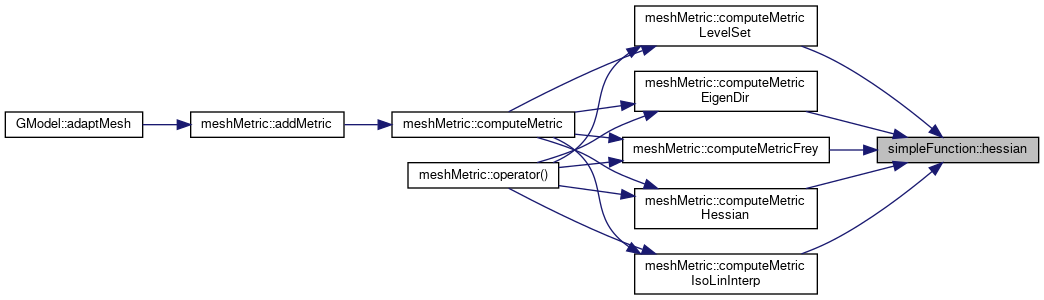 GModel::adaptMesh
meshMetric::addMetric
meshMetric::computeMetric
meshMetric::operator()
meshMetric::computeMetric
LevelSet
meshMetric::computeMetric
EigenDir
meshMetric::computeMetricFrey
meshMetric::computeMetric
Hessian
meshMetric::computeMetric
IsoLinInterp
simpleFunction::hessian